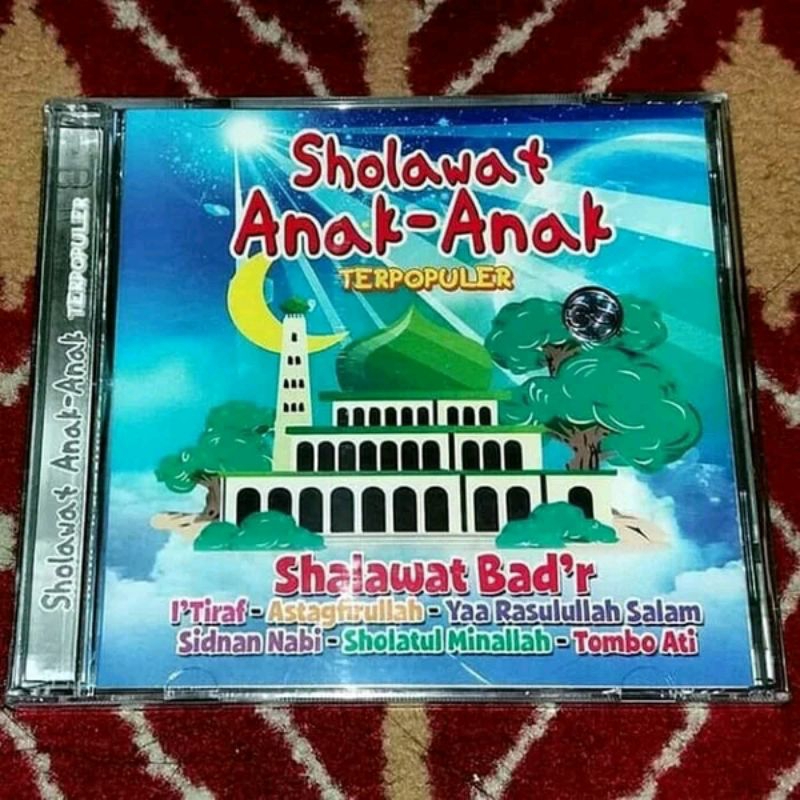 Sholawat
Anak-Anak
TERPOPULER
Shalawat Bad'r
I'Tiraf - Astagfirullah - Yaa Rasulullah Salam
Sidnan Nabi - Sholatul Minallah - Tombo Ati
Sholawat Anak-Anak TERPOPULER